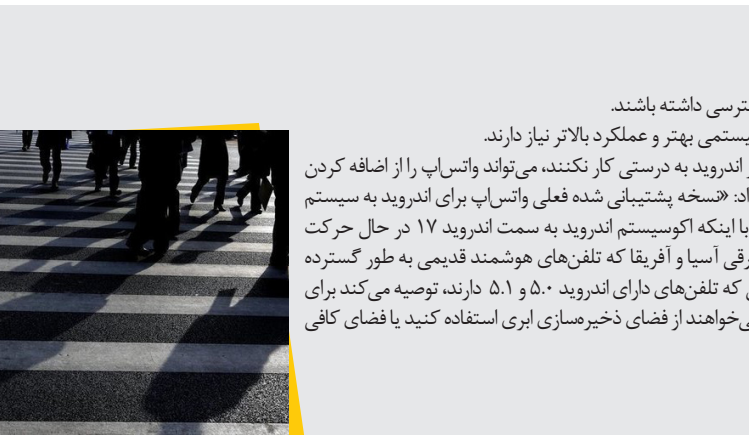 ترسی داشته باشند.
یستمی بهتر و عملکرد بالاتر نیاز دارند.
اندروید به درستی کار نکنند، می‌تواند واتس‌اپ را از اضافه کردن
اد: «نسخه پشتیبانی شده فعلی واتس‌اپ برای اندروید به سیستم
با اینکه اکوسیستم اندروید به سمت اندروید ۱۷ در حال حرکت
رقی آسیا و آفریقا که تلفن‌های هوشمند قدیمی به طور گسترده
که تلفن‌های دارای اندروید ۵.۰ و ۵.۱ دارند، توصیه می‌کند برای
ی‌خواهند از فضای ذخیره‌سازی ابری استفاده کنید یا فضای کافی